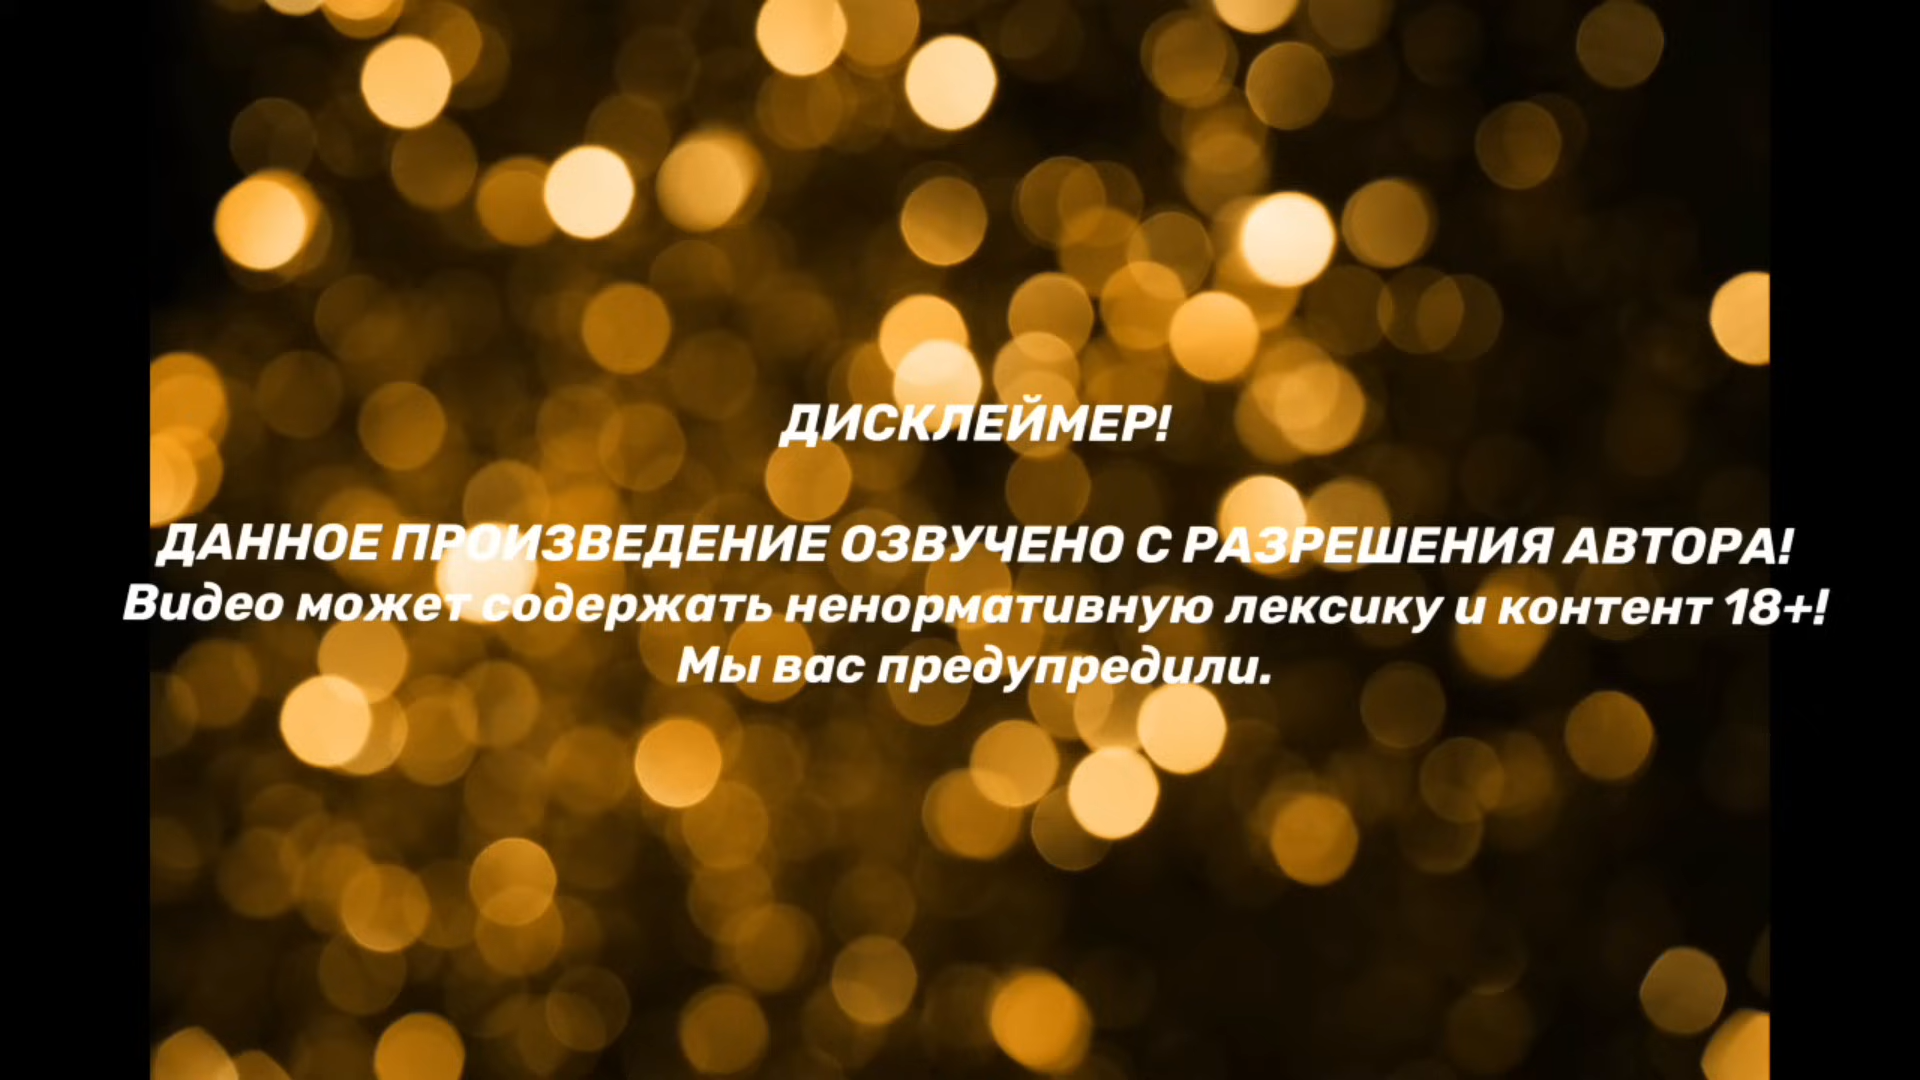 ДИСКЛЕЙМЕР!
ДАННОЕ ПРОИЗВЕДЕНИЕ ОЗВУЧЕНО С РАЗРЕШЕНИЯ АВТОРА!
Видео может содержать ненормативную лексику и контент 18+!
Мы вас предупредили.